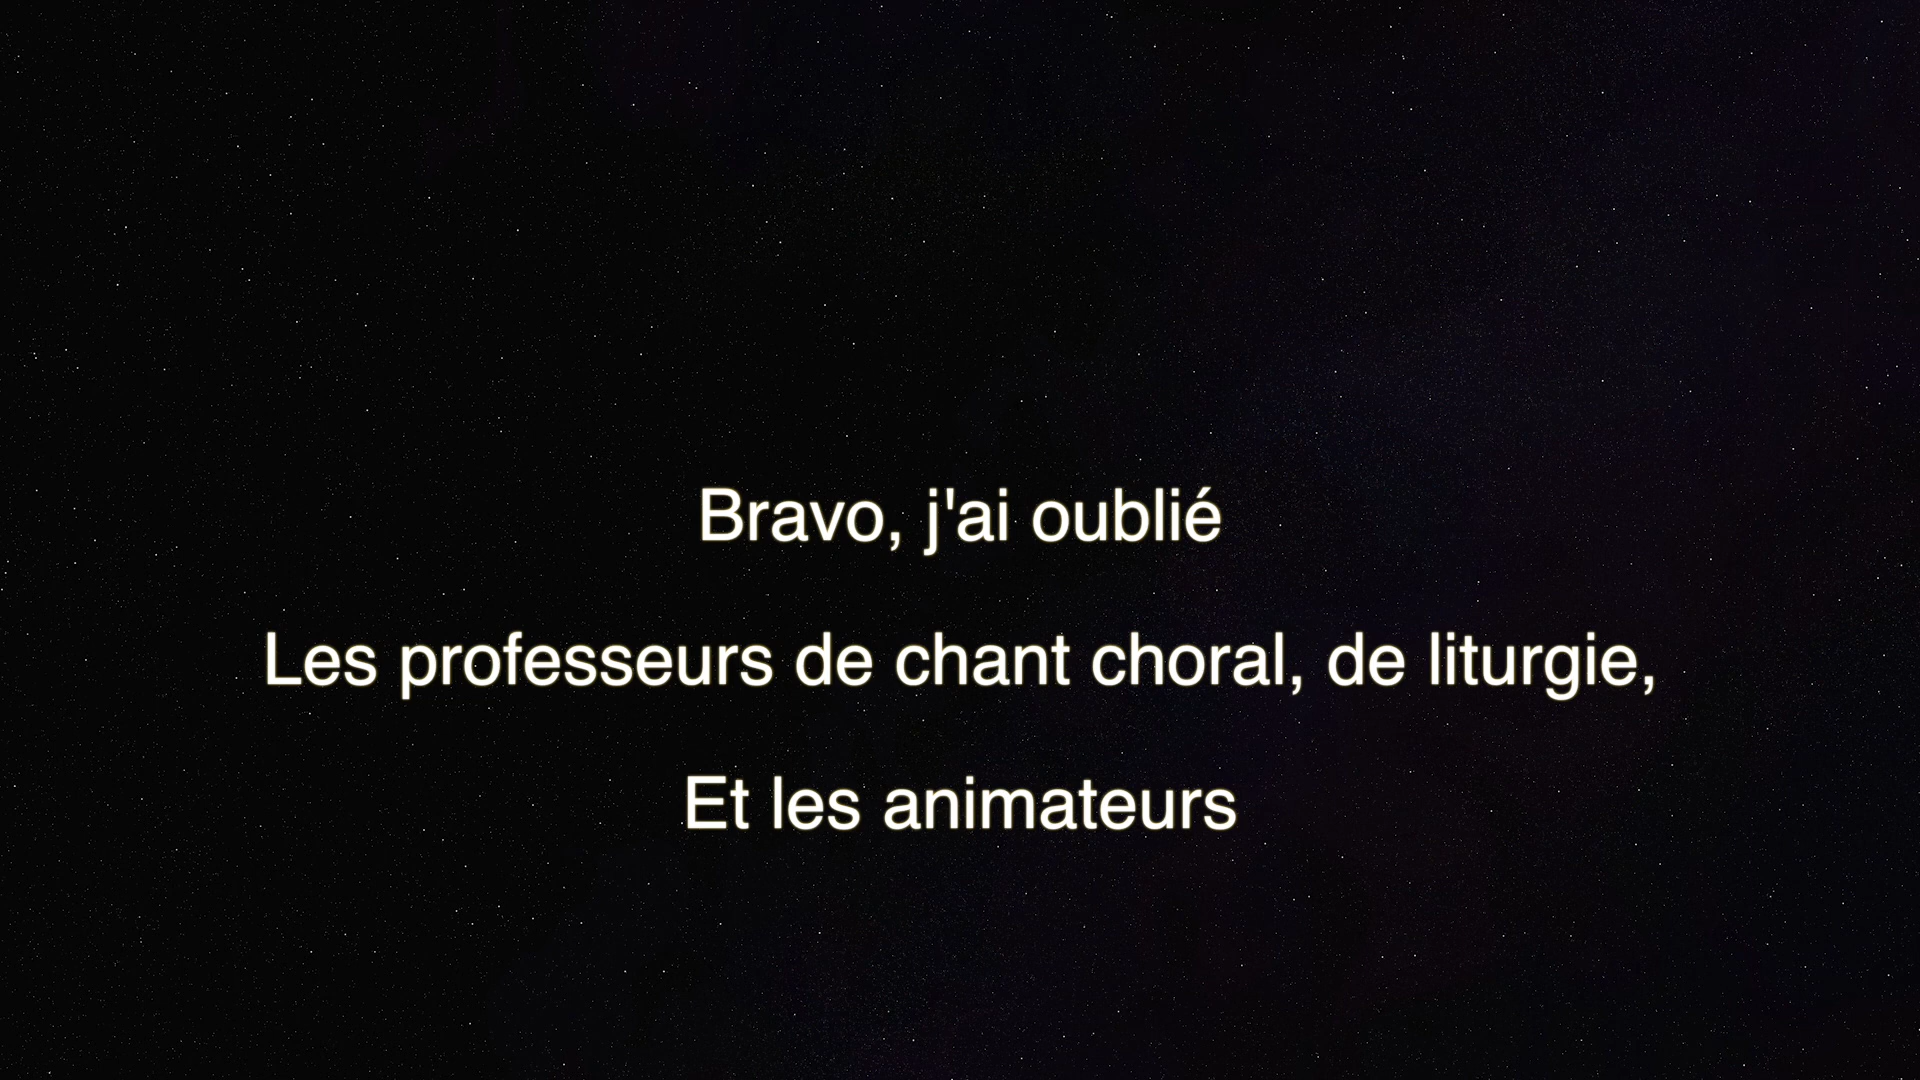 Bravo, j'ai oublié
Les professeurs de chant choral, de liturgie,
Et les animateurs